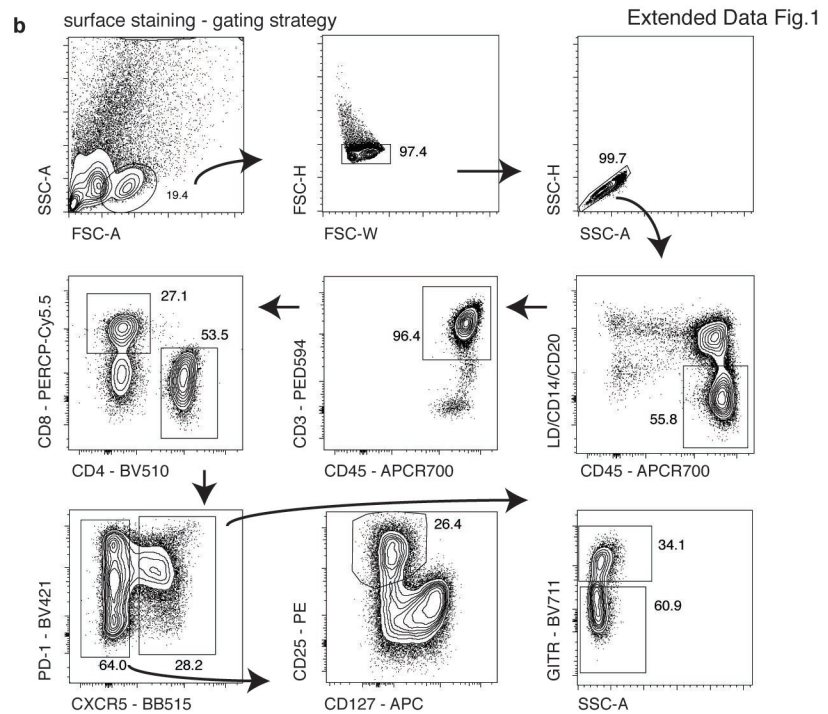 b
surface staining - gating strategy
Extended Data Fig.1
SSC-A
19.4
FSC-A
FSC-H
97.4
FSC-W
SSC-H
99.7
SSC-A
CD8 - PERCP-Cy5.5
27.1
53.5
CD4 - BV510
CD3 - PED594
96.4
CD45 - APCR700
LD/CD14/CD20
55.8
CD45 - APCR700
PD-1 - BV421
64.0
28.2
CXCR5 - BB515
CD25 - PE
26.4
CD127 - APC
GITR - BV711
34.1
60.9
SSC-A